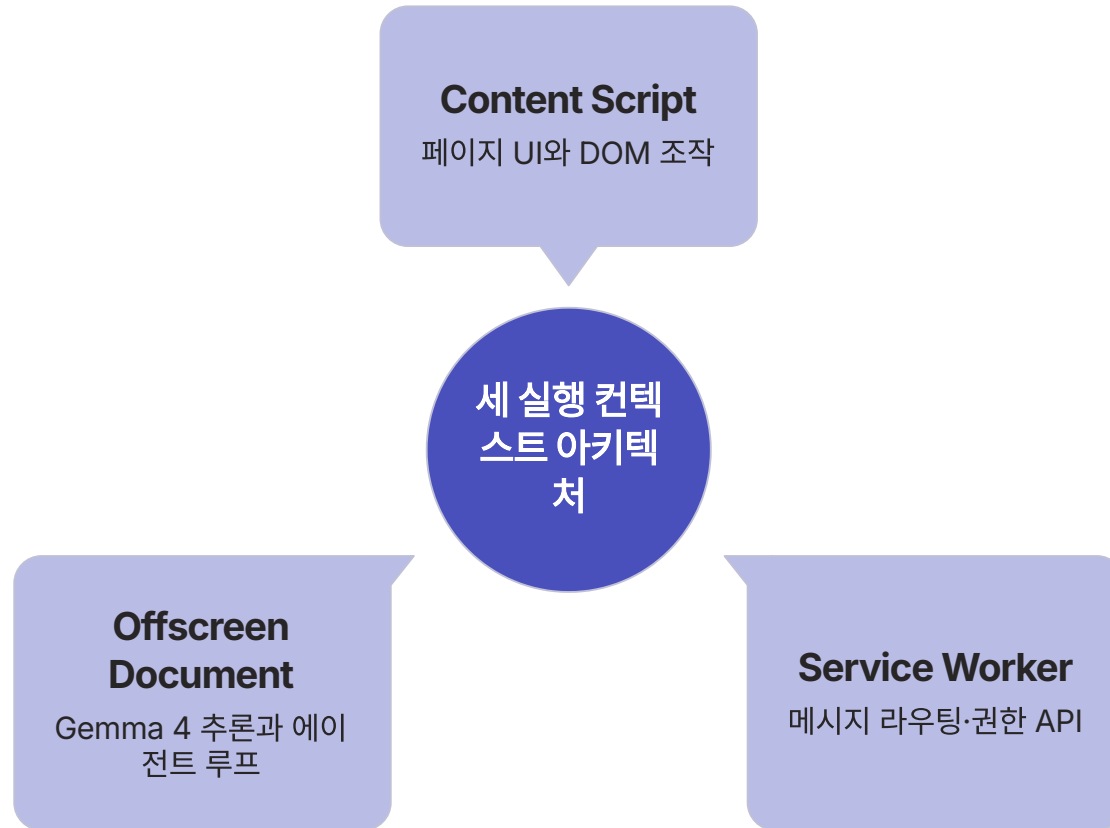 Content Script
페이지 UI와 DOM 조작
세 실행 컨텍
스트 아키텍
처
Offscreen
Document
Gemma 4 추론과 에이
전트 루프
Service Worker
메시지 라우팅·권한 API